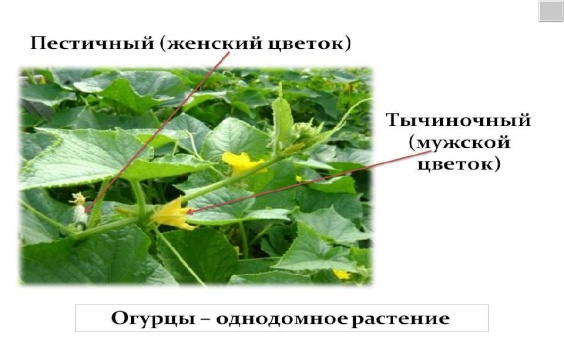 Пестичный (женский цветок)
Тычиночный
(мужской
цветок)
Огурцы – однодомное растение